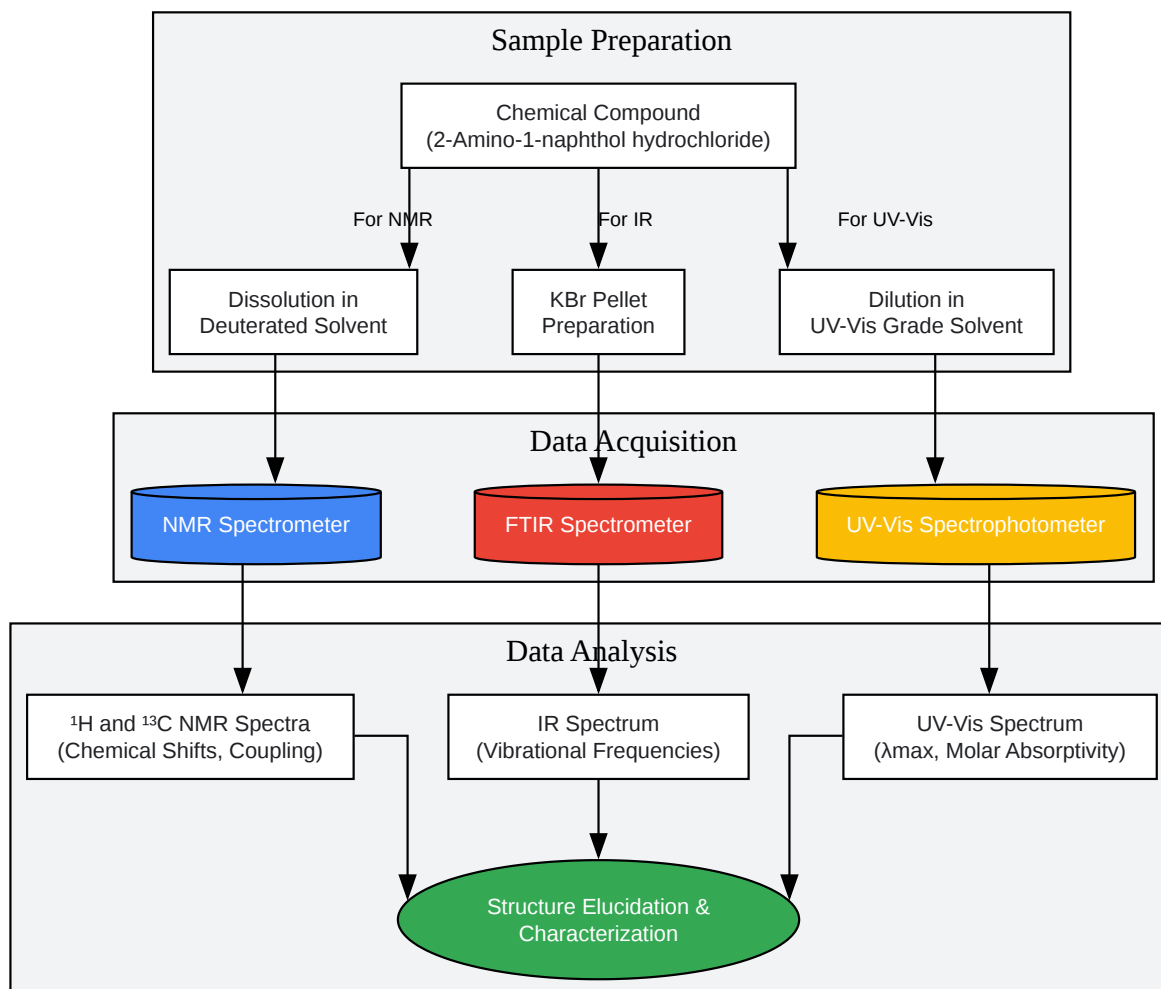 Sample Preparation
Chemical Compound
(2-Amino-1-naphthol hydrochloride)
For NMR
For IR
For UV-Vis
Dissolution in
Deuterated Solvent
KBr Pellet
Preparation
Dilution in
UV-Vis Grade Solvent
Data Acquisition
NMR Spectrometer
FTIR Spectrometer
UV-Vis Spectrophotometer
Data Analysis
¹H and ¹³C NMR Spectra
(Chemical Shifts, Coupling)
IR Spectrum
(Vibrational Frequencies)
UV-Vis Spectrum
(λmax, Molar Absorptivity)
Structure Elucidation &
Characterization